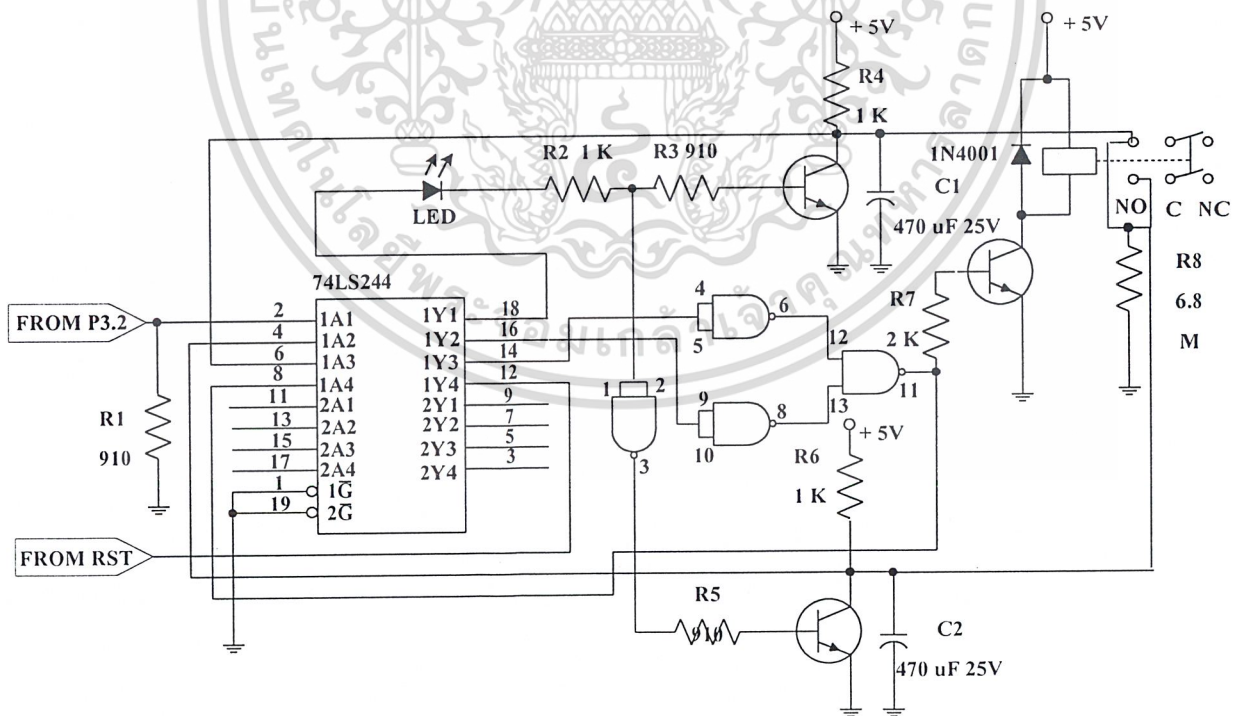 + 5V
+ 5V
R4
1 K
R2 1 K
R3 910
1N4001
C1
LED
470 uF 25V
NO C NC
74LS244
R8
6.8
M
FROM P3.2
2 1A1
4 1A2
6 1A3
8 1A4
11 2A1
13 2A2
15 2A3
17 2A4
1 1G̅
19 2G̅
1Y1 18
1Y2 16
1Y3 14
1Y4 12
2Y1 9
2Y2 7
2Y3 5
2Y4 3
R1
910
4
5
6
1
2
3
9
10
8
12
13
11
R7
2 K
+ 5V
R6
1 K
FROM RST
R5
910
C2
470 uF 25V